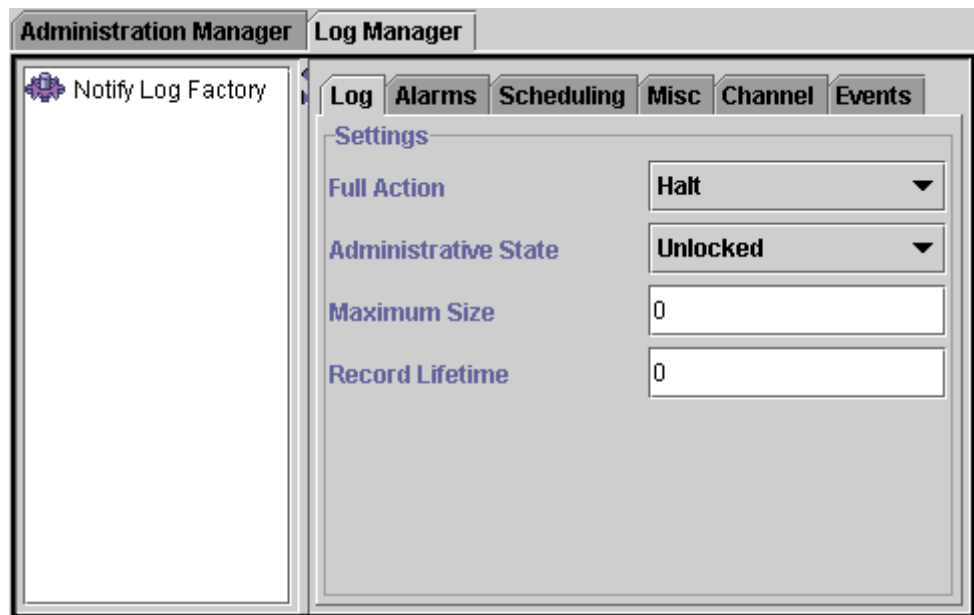 Administration Manager Log Manager
Notify Log Factory
Log Alarms Scheduling Misc Channel Events
Settings
Full Action Halt
Administrative State Unlocked
Maximum Size 0
Record Lifetime 0